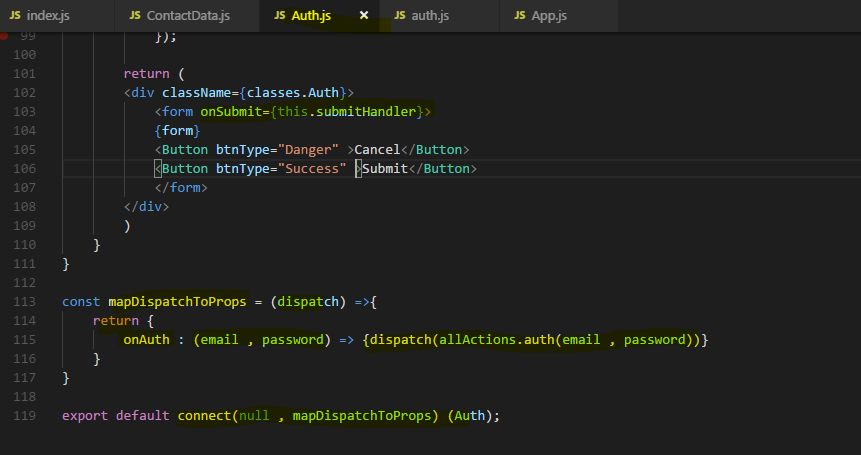 JS index.js JS ContactData.js JS Auth.js × JS auth.js JS App.js
99 });
100
101 return (
102 <div className={classes.Auth}>
103 <form onSubmit={this.submitHandler}>
104 {form}
105 <Button btnType="Danger" >Cancel</Button>
106 <Button btnType="Success" >Submit</Button>
107 </form>
108 </div>
109 )
110 }
111 }
112
113 const mapDispatchToProps = (dispatch) =>{
114 return {
115 onAuth : (email , password) => {dispatch(allActions.auth(email , password))}
116 }
117 }
118
119 export default connect(null , mapDispatchToProps) (Auth);